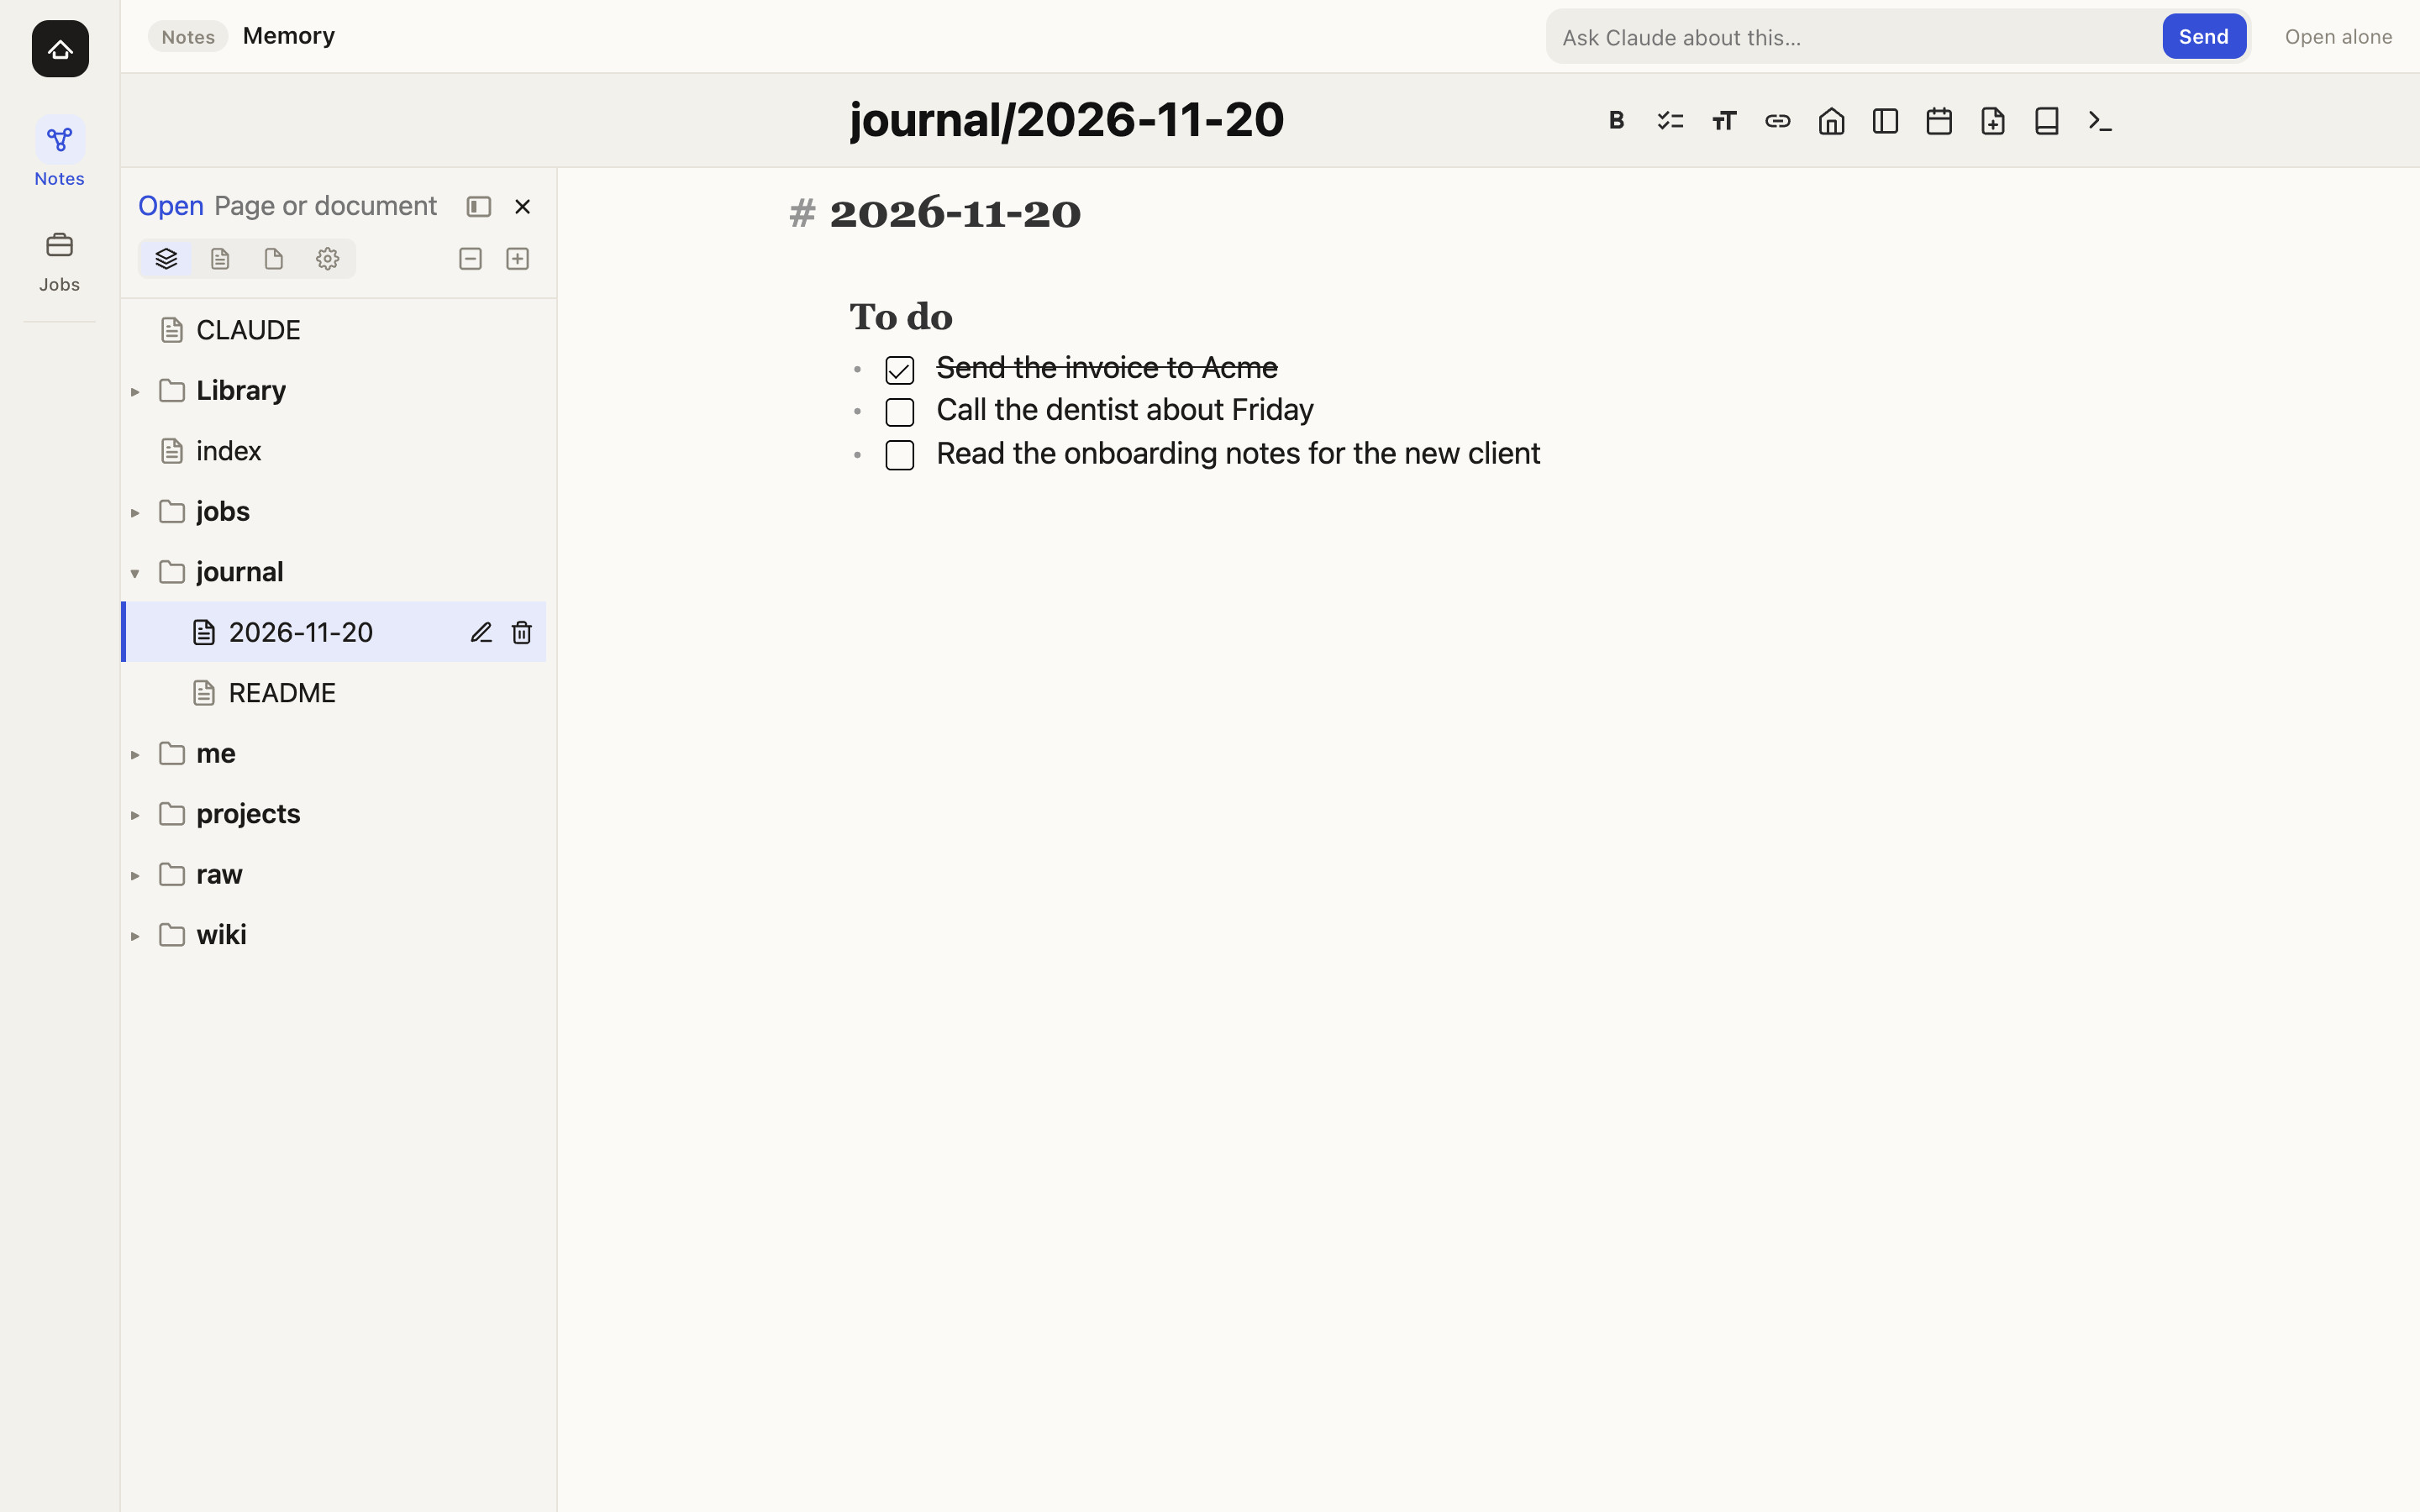 Notes Memory Ask Claude about this... Send Open alone
journal/2026-11-20 B
Notes
Jobs
Open Page or document
CLAUDE
Library
index
jobs
journal
2026-11-20
README
me
projects
raw
wiki
# 2026-11-20
To do
Send the invoice to Acme
Call the dentist about Friday
Read the onboarding notes for the new client